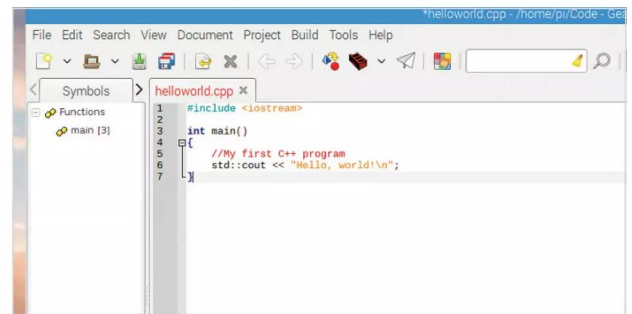 *helloworld.cpp - /home/pi/Code - Gea
File Edit Search View Document Project Build Tools Help
Symbols
helloworld.cpp
Functions
main [3]
1 #include <iostream>
2
3 int main()
4 {
5 //My first C++ program
6 std::cout << "Hello, world!\n";
7 }